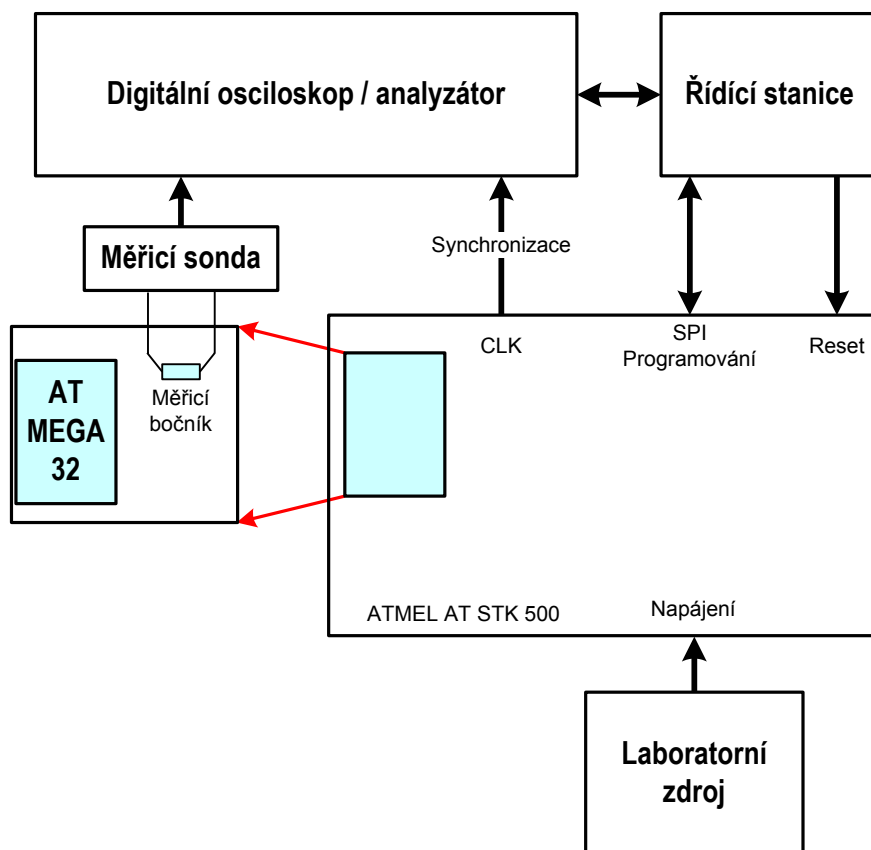 Digitální osciloskop / analyzátor
Řídící stanice
Měřicí sonda
Synchronizace
CLK
SPI
Programování
Reset
AT
MEGA
32
Měřicí
bočník
ATMEL AT STK 500
Napájení
Laboratorní
zdroj